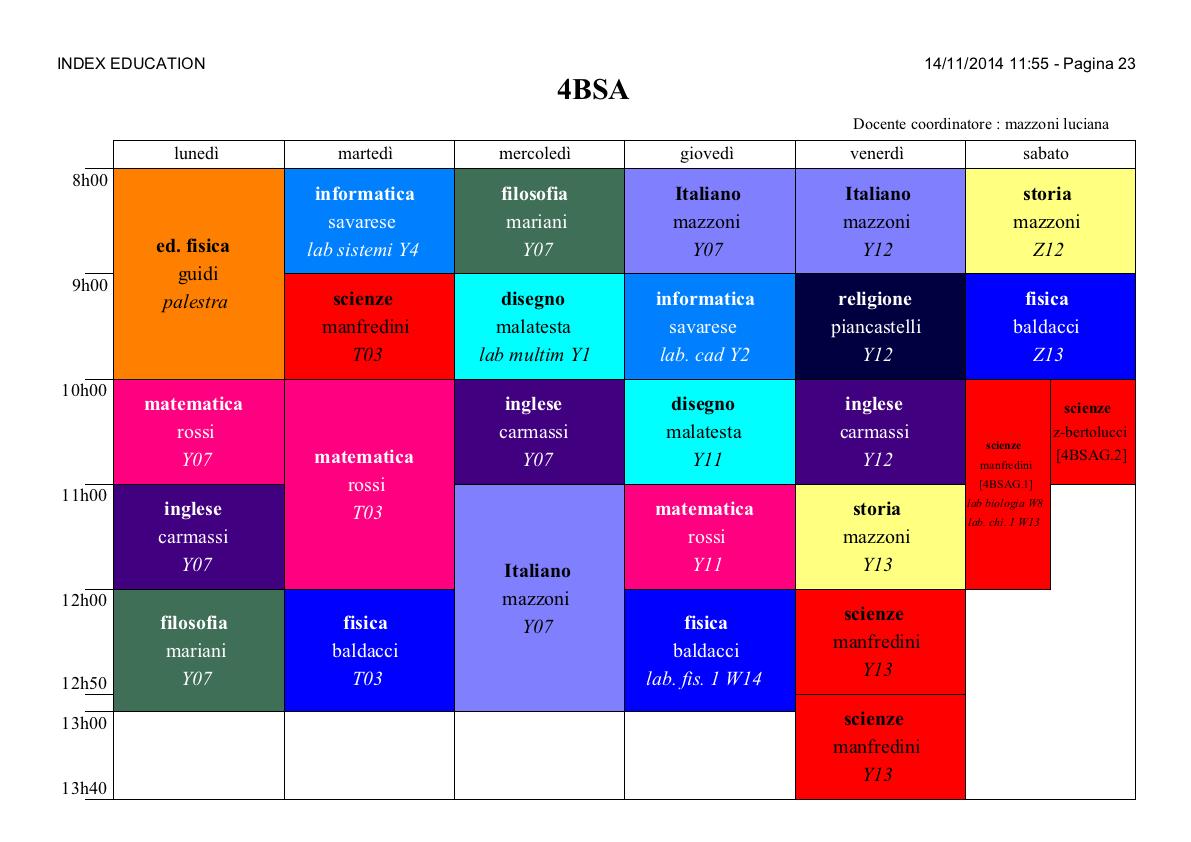 INDEX EDUCATION
14/11/2014 11:55 - Pagina 23
4BSA
Docente coordinatore : mazzoni luciana
lunedì
martedì
mercoledì
giovedì
venerdì
sabato
8h00
ed. fisica
guidi
palestra
informatica
savarese
lab sistemi Y4
filosofia
mariani
Y07
Italiano
mazzoni
Y07
Italiano
mazzoni
Y12
storia
mazzoni
Z12
9h00
scienze
manfredini
T03
disegno
malatesta
lab multim Y1
informatica
savarese
lab. cad Y2
religione
piancastelli
Y12
fisica
baldacci
Z13
10h00
matematica
rossi
Y07
matematica
rossi
T03
inglese
carmassi
Y07
disegno
malatesta
Y11
inglese
carmassi
Y12
scienze
manfredini
[4BSAG.1]
lab biologia W8
lab. chi. 1 W13
scienze
z-bertolucci
[4BSAG.2]
11h00
inglese
carmassi
Y07
Italiano
mazzoni
Y07
matematica
rossi
Y11
storia
mazzoni
Y13
12h00
filosofia
mariani
Y07
fisica
baldacci
T03
fisica
baldacci
lab. fis. 1 W14
scienze
manfredini
Y13
12h50
13h00
scienze
manfredini
Y13
13h40